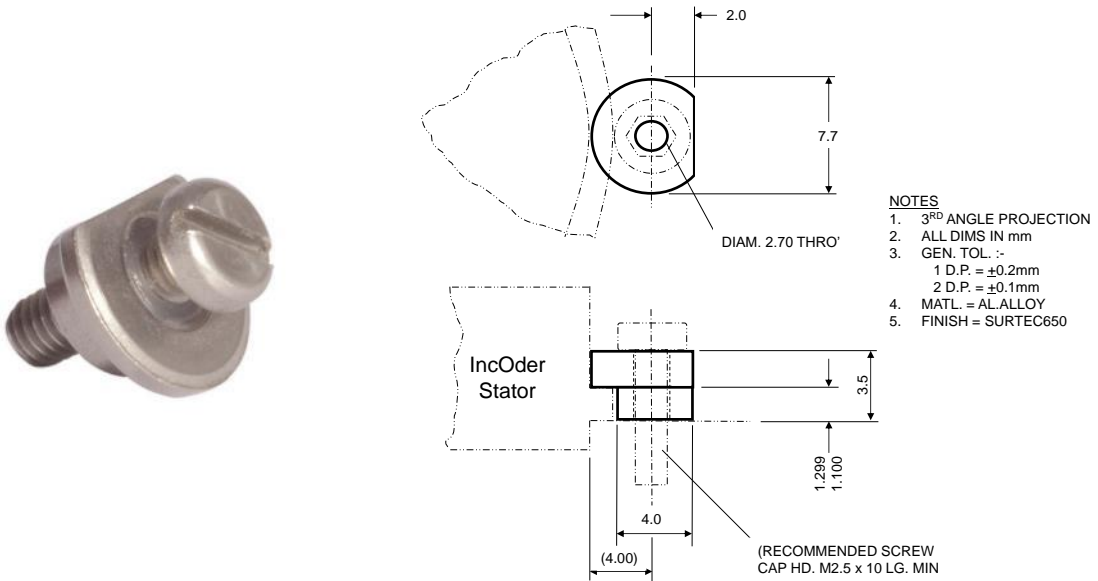 2.0
7.7
DIAM. 2.70 THRO'
NOTES
1. 3RD ANGLE PROJECTION
2. ALL DIMS IN mm
3. GEN. TOL. :-
1 D.P. = ±0.2mm
2 D.P. = ±0.1mm
4. MATL. = AL.ALLOY
5. FINISH = SURTEC650
IncOder
Stator
3.5
1.299
1.100
4.0
(4.00)
(RECOMMENDED SCREW
CAP HD. M2.5 x 10 LG. MIN